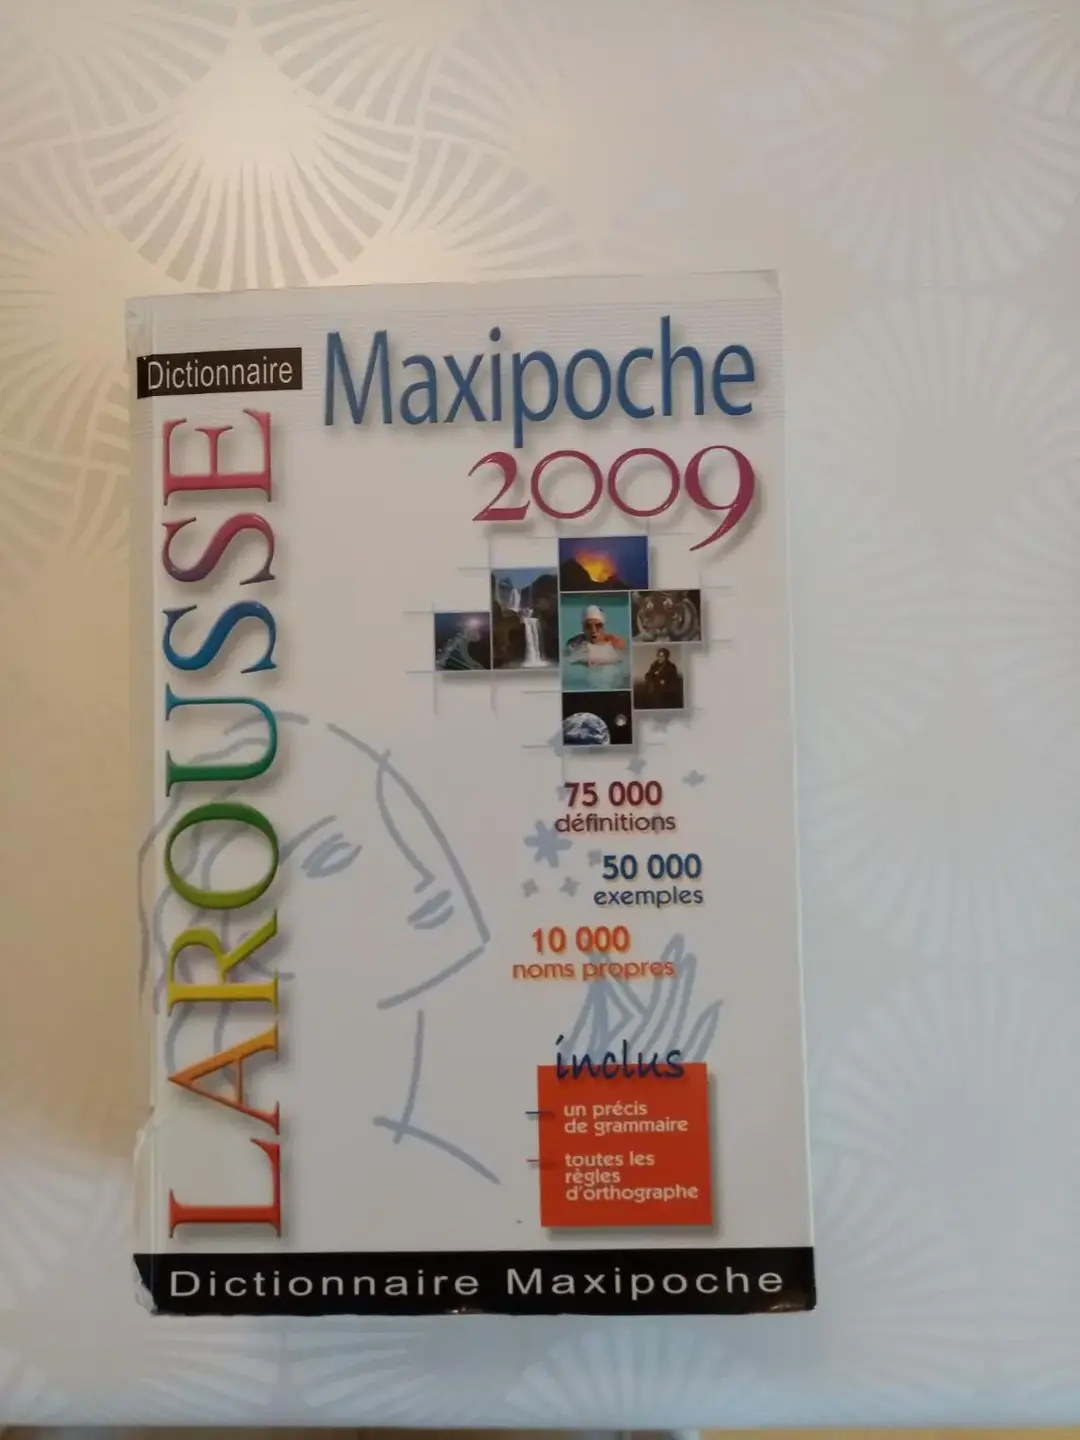 Dictionnaire
LAROUSSE
Maxipoche
2009
75 000
définitions
50 000
exemples
10 000
noms propres
inclus
un précis
de grammaire
toutes les
règles
d'orthographe
Dictionnaire Maxipoche